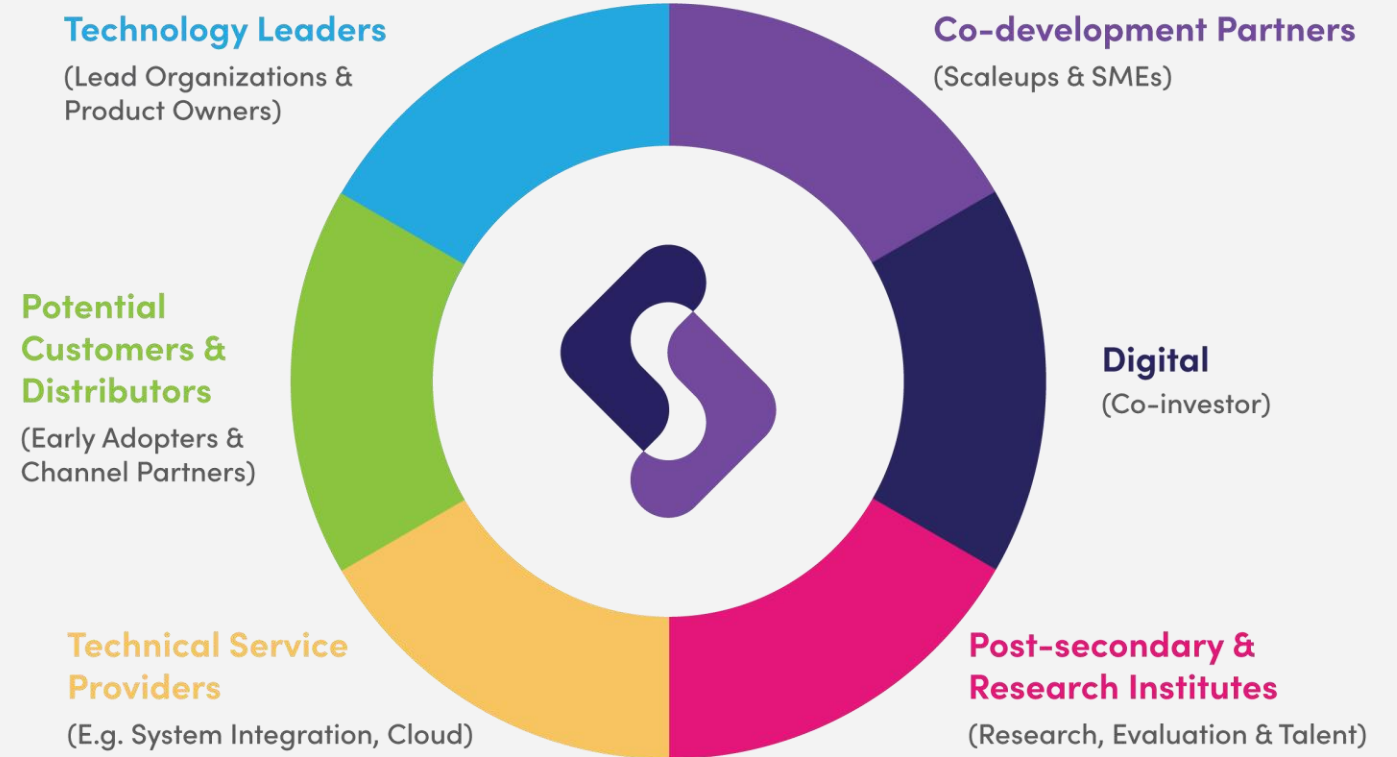 Technology Leaders
(Lead Organizations &
Product Owners)
Co-development Partners
(Scaleups & SMEs)
Potential
Customers &
Distributors
(Early Adopters &
Channel Partners)
Digital
(Co-investor)
Technical Service
Providers
(E.g. System Integration, Cloud)
Post-secondary &
Research Institutes
(Research, Evaluation & Talent)